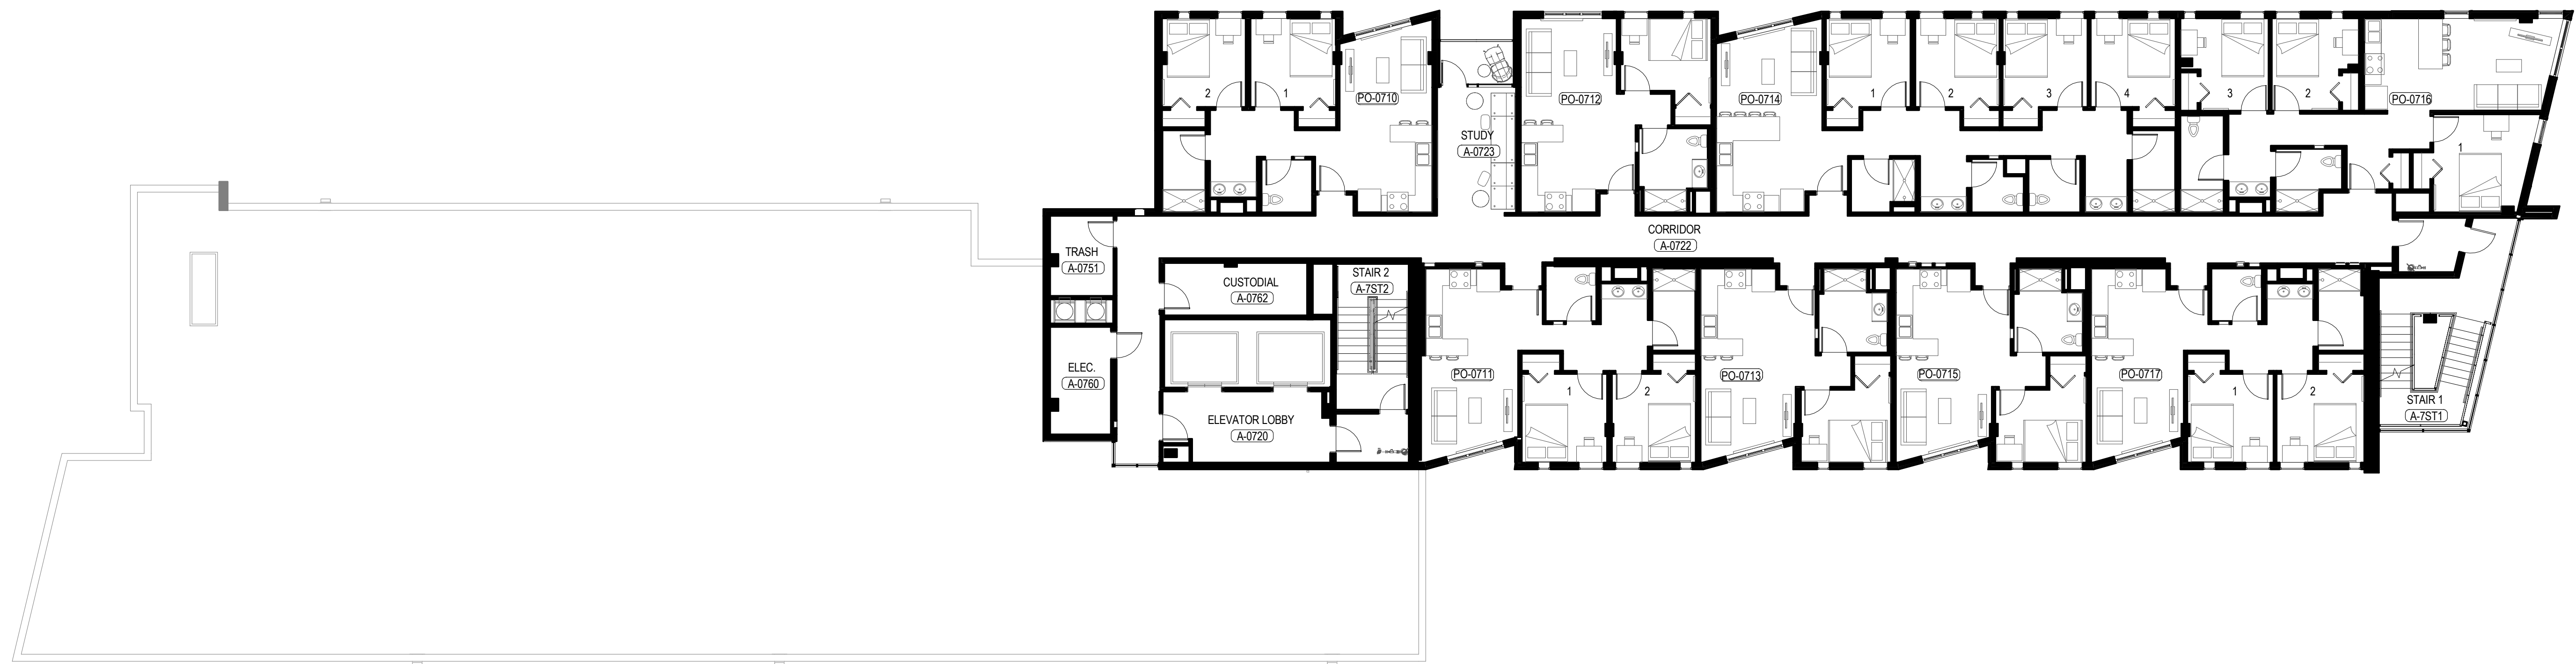 2
1
PO-0710
STUDY
A-0723
PO-0712
PO-0714
1
2
3
4
3
2
PO-0716
1
TRASH
A-0751
CORRIDOR
A-0722
CUSTODIAL
A-0762
STAIR 2
A-7ST2
ELEC.
A-0760
ELEVATOR LOBBY
A-0720
PO-0711
1
2
PO-0713
PO-0715
PO-0717
1
2
STAIR 1
A-7ST1